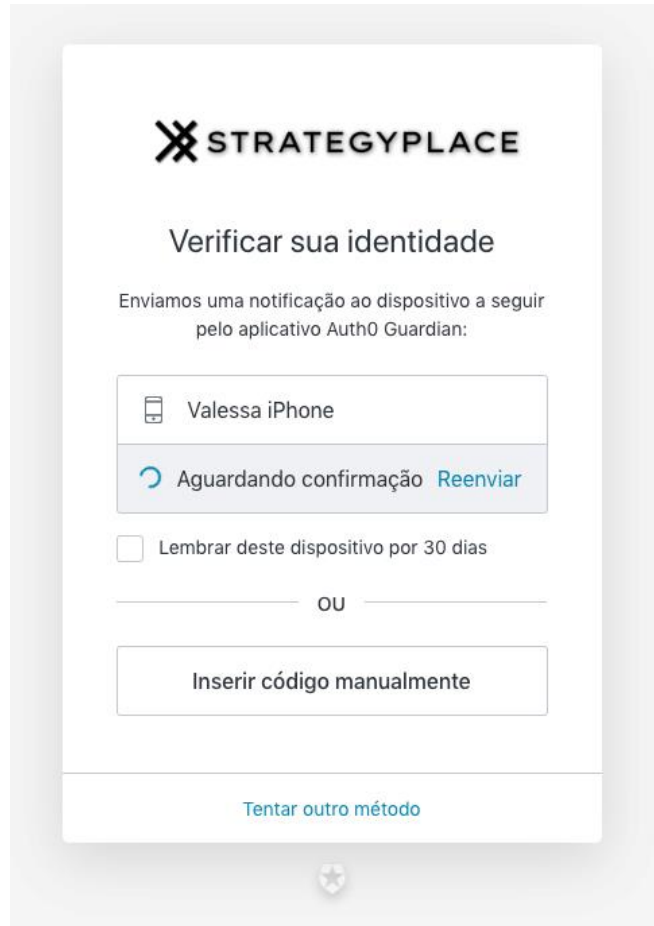 STRATEGYPLACE
Verificar sua identidade
Enviamos uma notificação ao dispositivo a seguir
pelo aplicativo Auth0 Guardian:
Valessa iPhone
Aguardando confirmação Reenviar
Lembrar deste dispositivo por 30 dias
OU
Inserir código manualmente
Tentar outro método